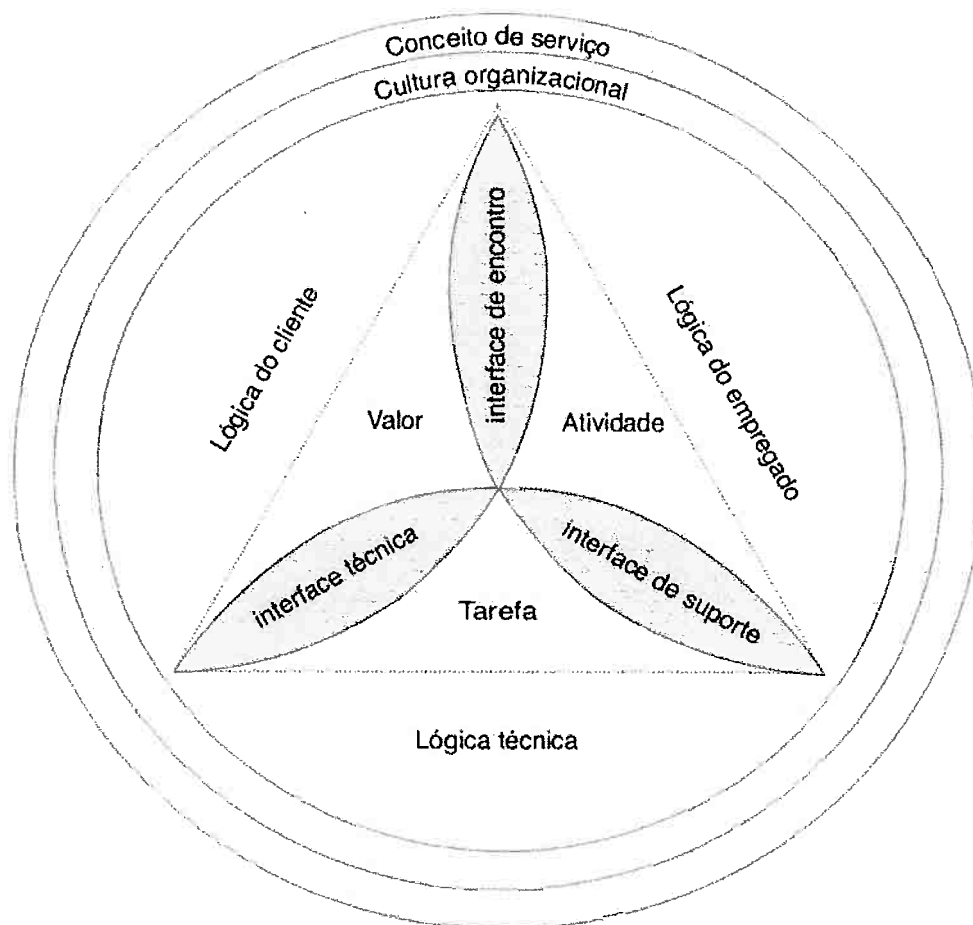 Conceito de serviço
Cultura organizacional
interface de encontro
Lógica do cliente
Lógica do empregado
Valor
Atividade
interface técnica
interface de suporte
Tarefa
Lógica técnica